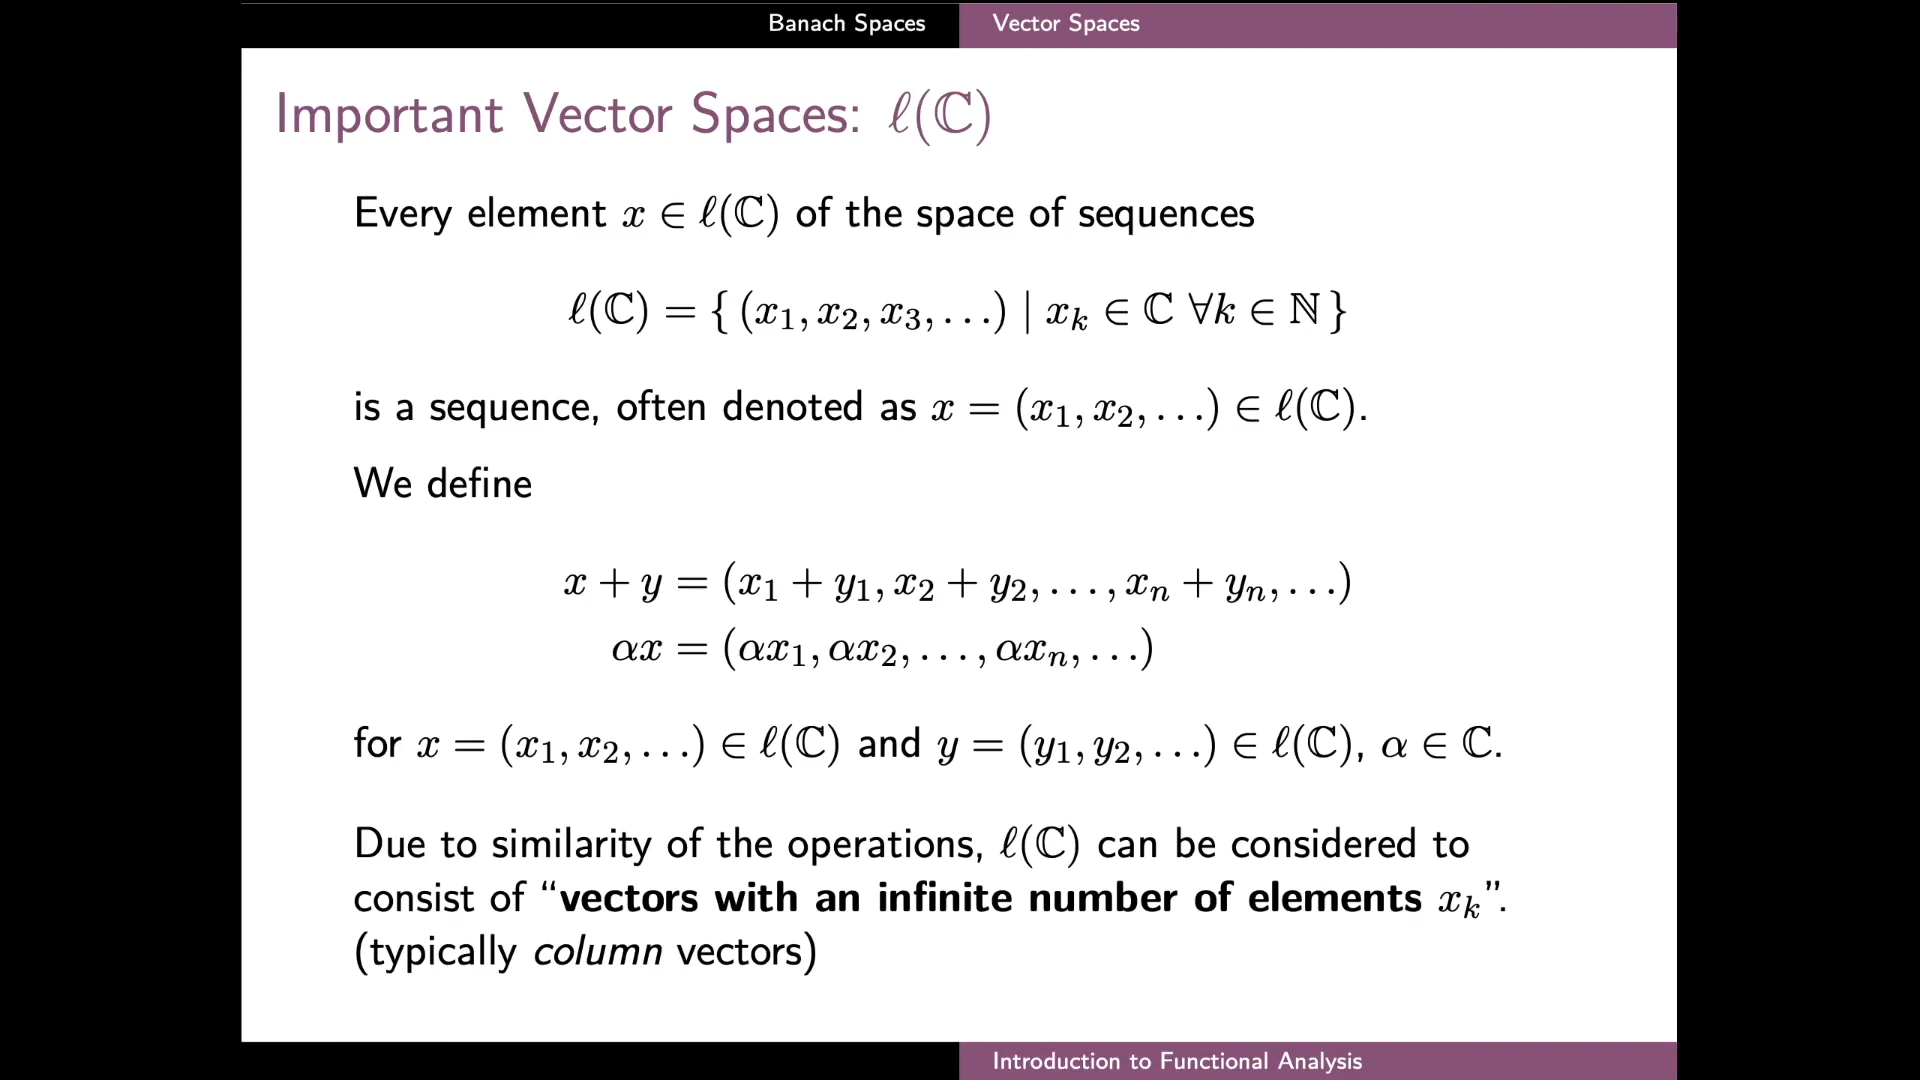 Banach Spaces
Vector Spaces
Important Vector Spaces: ℓ(ℂ)
Every element x ∈ ℓ(ℂ) of the space of sequences
ℓ(ℂ) = { (x₁, x₂, x₃, . . .) | xₖ ∈ ℂ ∀k ∈ ℕ }
is a sequence, often denoted as x = (x₁, x₂, . . .) ∈ ℓ(ℂ).
We define
x + y = (x₁ + y₁, x₂ + y₂, . . . , xₙ + yₙ, . . .)
αx = (αx₁, αx₂, . . . , αxₙ, . . .)
for x = (x₁, x₂, . . .) ∈ ℓ(ℂ) and y = (y₁, y₂, . . .) ∈ ℓ(ℂ), α ∈ ℂ.
Due to similarity of the operations, ℓ(ℂ) can be considered to
consist of “vectors with an infinite number of elements xₖ”.
(typically column vectors)
Introduction to Functional Analysis